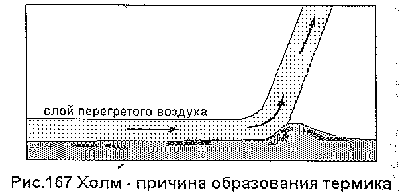 слой перегретого воздуха
Рис.167 Холм - причина образования термика